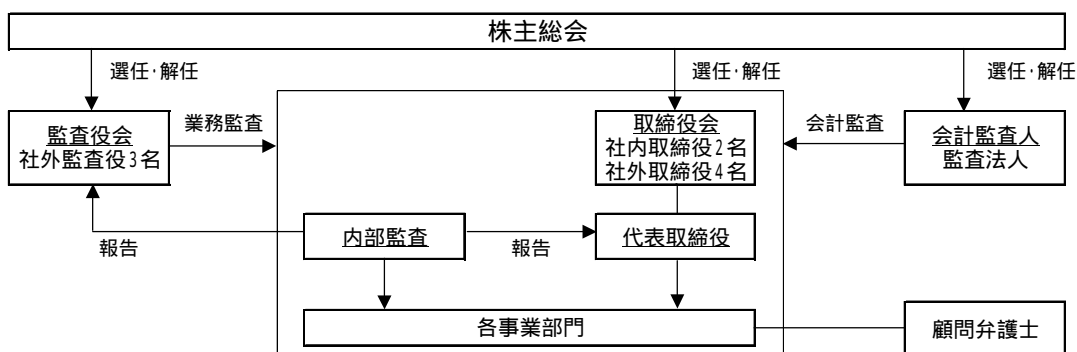 株主総会
選任･解任
選任･解任
選任･解任
監査役会
社外監査役3名
業務監査
取締役会
社内取締役2名
社外取締役4名
会計監査
会計監査人
監査法人
報告
内部監査
報告
代表取締役
各事業部門
顧問弁護士